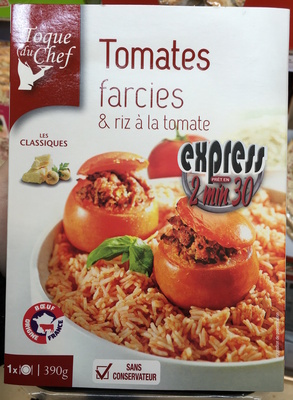 Toque
du Chef
Tomates
farcies
& riz à la tomate
LES
CLASSIQUES
express
PRÊT EN
2 min 30
BŒUF
ORIGINE FRANCE
1x
390g
SANS
CONSERVATEUR